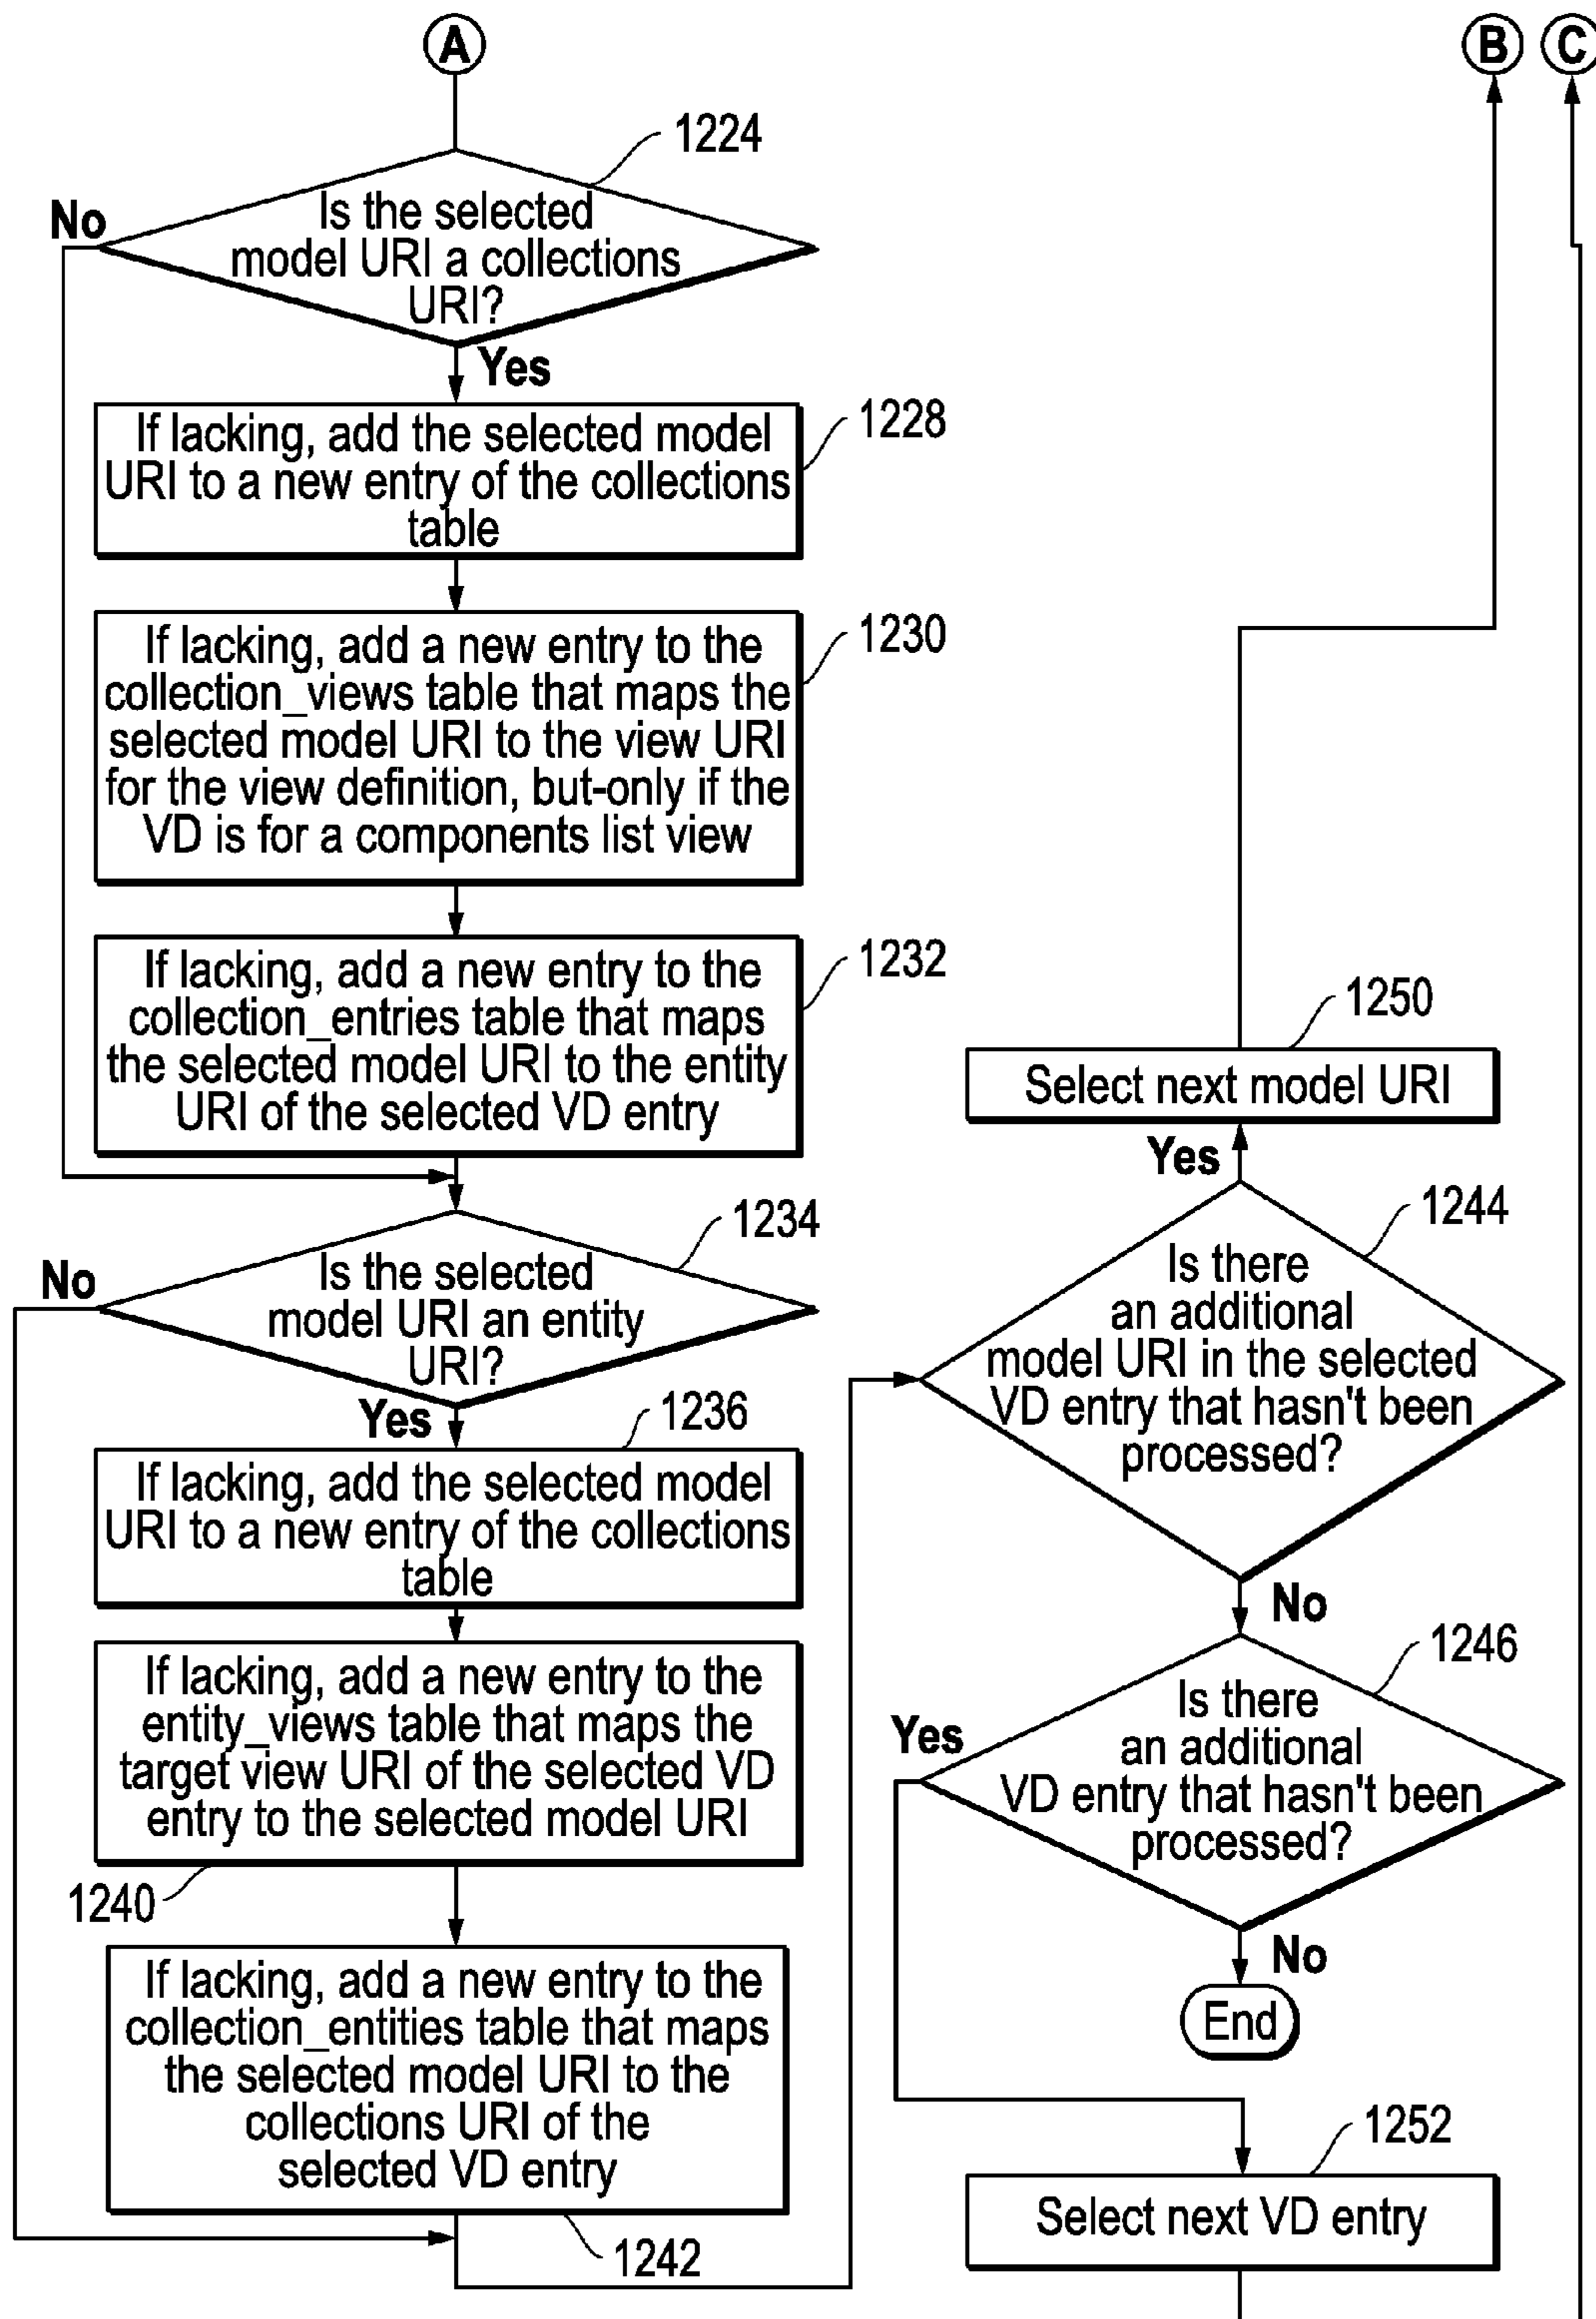 A
B
C
1224
No
Is the selected
model URI a collections
URI?
Yes
1228
If lacking, add the selected model
URI to a new entry of the collections
table
1230
If lacking, add a new entry to the
collection_views table that maps the
selected model URI to the view URI
for the view definition, but-only if the
VD is for a components list view
1232
If lacking, add a new entry to the
collection_entries table that maps
the selected model URI to the entity
URI of the selected VD entry
1234
No
Is the selected
model URI an entity
URI?
Yes
1236
If lacking, add the selected model
URI to a new entry of the collections
table
If lacking, add a new entry to the
entity_views table that maps the
target view URI of the selected VD
entry to the selected model URI
1240
If lacking, add a new entry to the
collection_entities table that maps
the selected model URI to the
collections URI of the
selected VD entry
1242
1250
Select next model URI
Yes
1244
Is there
an additional
model URI in the selected
VD entry that hasn't been
processed?
No
1246
Yes
Is there
an additional
VD entry that hasn't been
processed?
No
End
1252
Select next VD entry